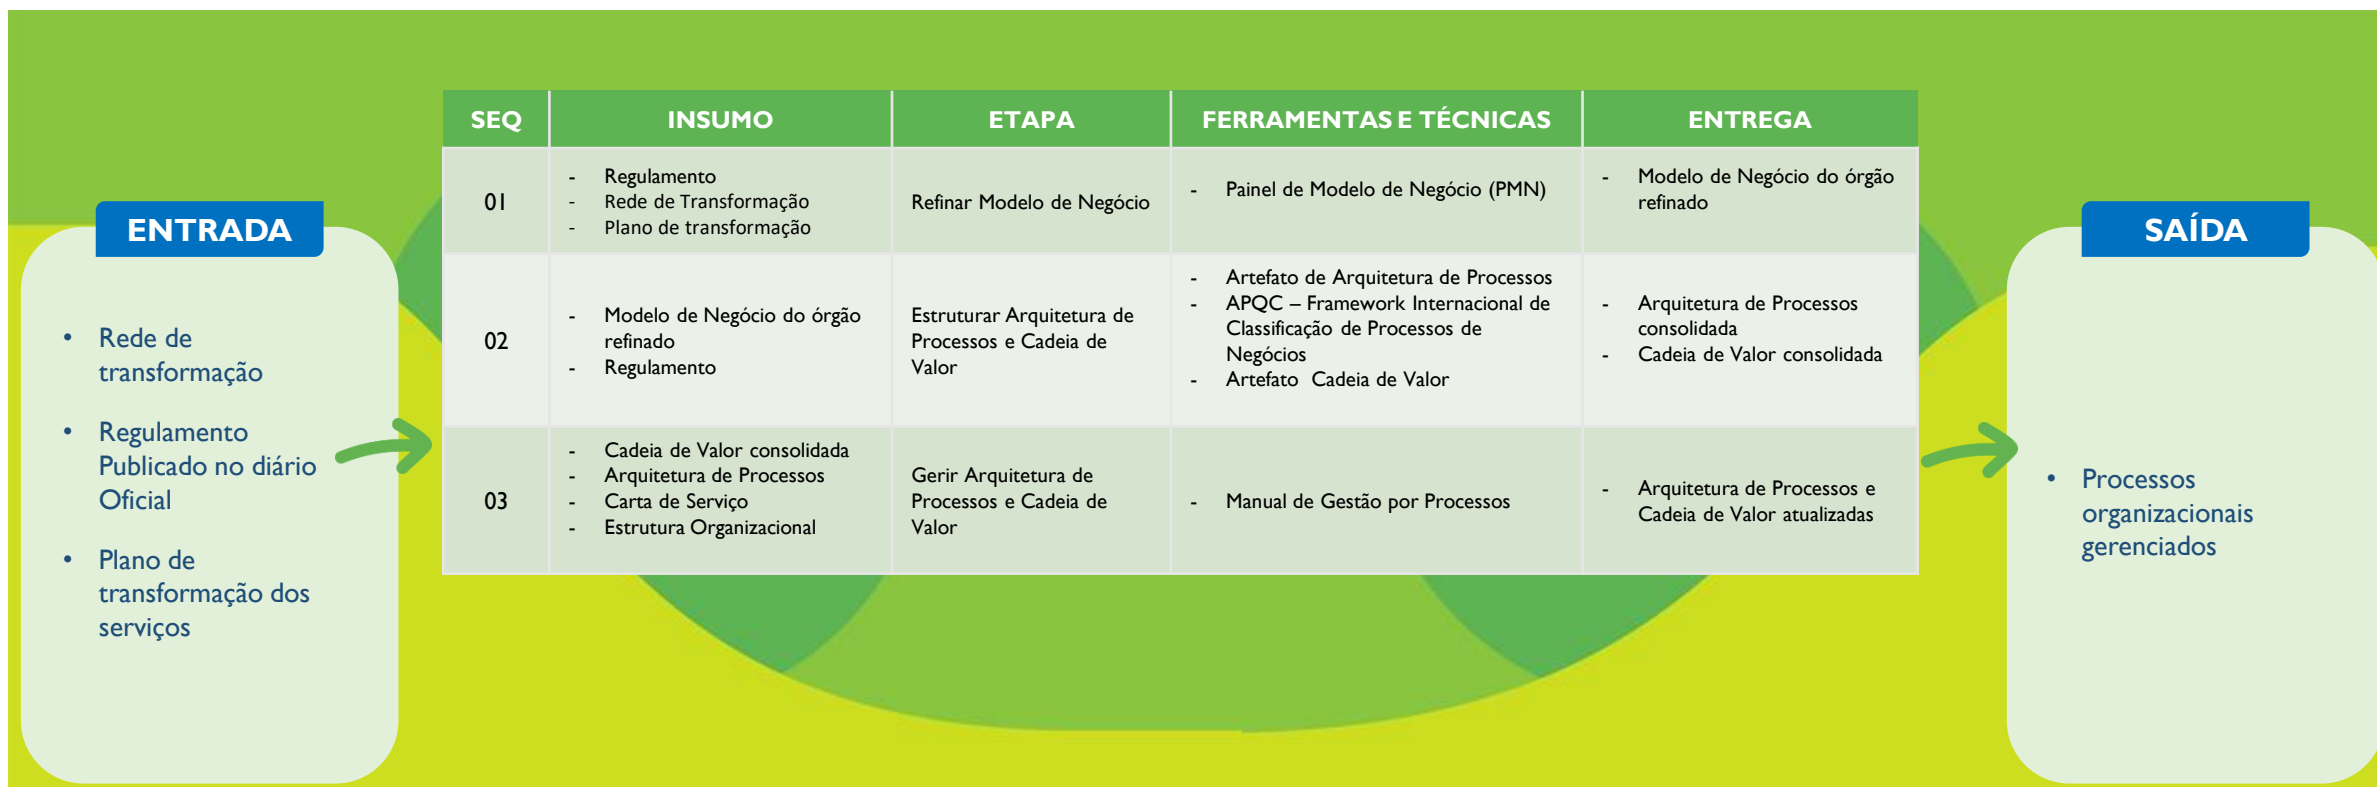 ENTRADA
• Rede de
transformação
• Regulamento
Publicado no diário
Oficial
• Plano de
transformação dos
serviços
SEQ
INSUMO
ETAPA
FERRAMENTAS E TÉCNICAS
ENTREGA
01
- Regulamento
- Rede de Transformação
- Plano de transformação
Refinar Modelo de Negócio
- Painel de Modelo de Negócio (PMN)
- Modelo de Negócio do órgão
refinado
02
- Modelo de Negócio do órgão
refinado
- Regulamento
Estruturar Arquitetura de
Processos e Cadeia de
Valor
- Artefato de Arquitetura de Processos
- APQC – Framework Internacional de
Classificação de Processos de
Negócios
- Artefato Cadeia de Valor
- Arquitetura de Processos
consolidada
- Cadeia de Valor consolidada
03
- Cadeia de Valor consolidada
- Arquitetura de Processos
- Carta de Serviço
- Estrutura Organizacional
Gerir Arquitetura de
Processos e Cadeia de
Valor
- Manual de Gestão por Processos
- Arquitetura de Processos e
Cadeia de Valor atualizadas
SAÍDA
• Processos
organizacionais
gerenciados